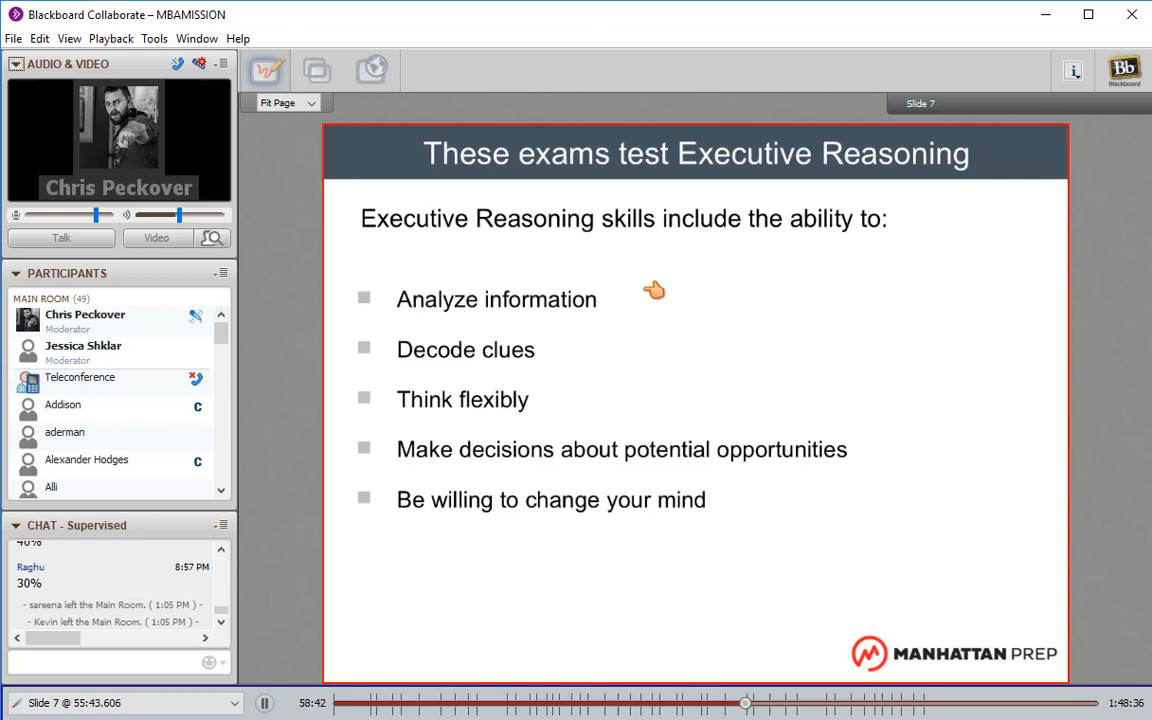 Blackboard Collaborate – MBAMISSION
File Edit View Playback Tools Window Help
AUDIO & VIDEO
Chris Peckover
Talk
Video
PARTICIPANTS
MAIN ROOM (49)
Chris Peckover
Moderator
Jessica Shklar
Moderator
Teleconference
Addison
C
aderman
Alexander Hodges
C
Alli
CHAT - Supervised
40%
Raghu 8:57 PM
30%
- sareena left the Main Room. ( 1:05 PM ) -
- Kevin left the Main Room. ( 1:05 PM ) -
Slide 7 @ 55:43.606
Fit Page
i
Bb
Blackboard
Slide 7
These exams test Executive Reasoning
Executive Reasoning skills include the ability to:
Analyze information
Decode clues
Think flexibly
Make decisions about potential opportunities
Be willing to change your mind
MANHATTAN PREP
58:42
1:48:36